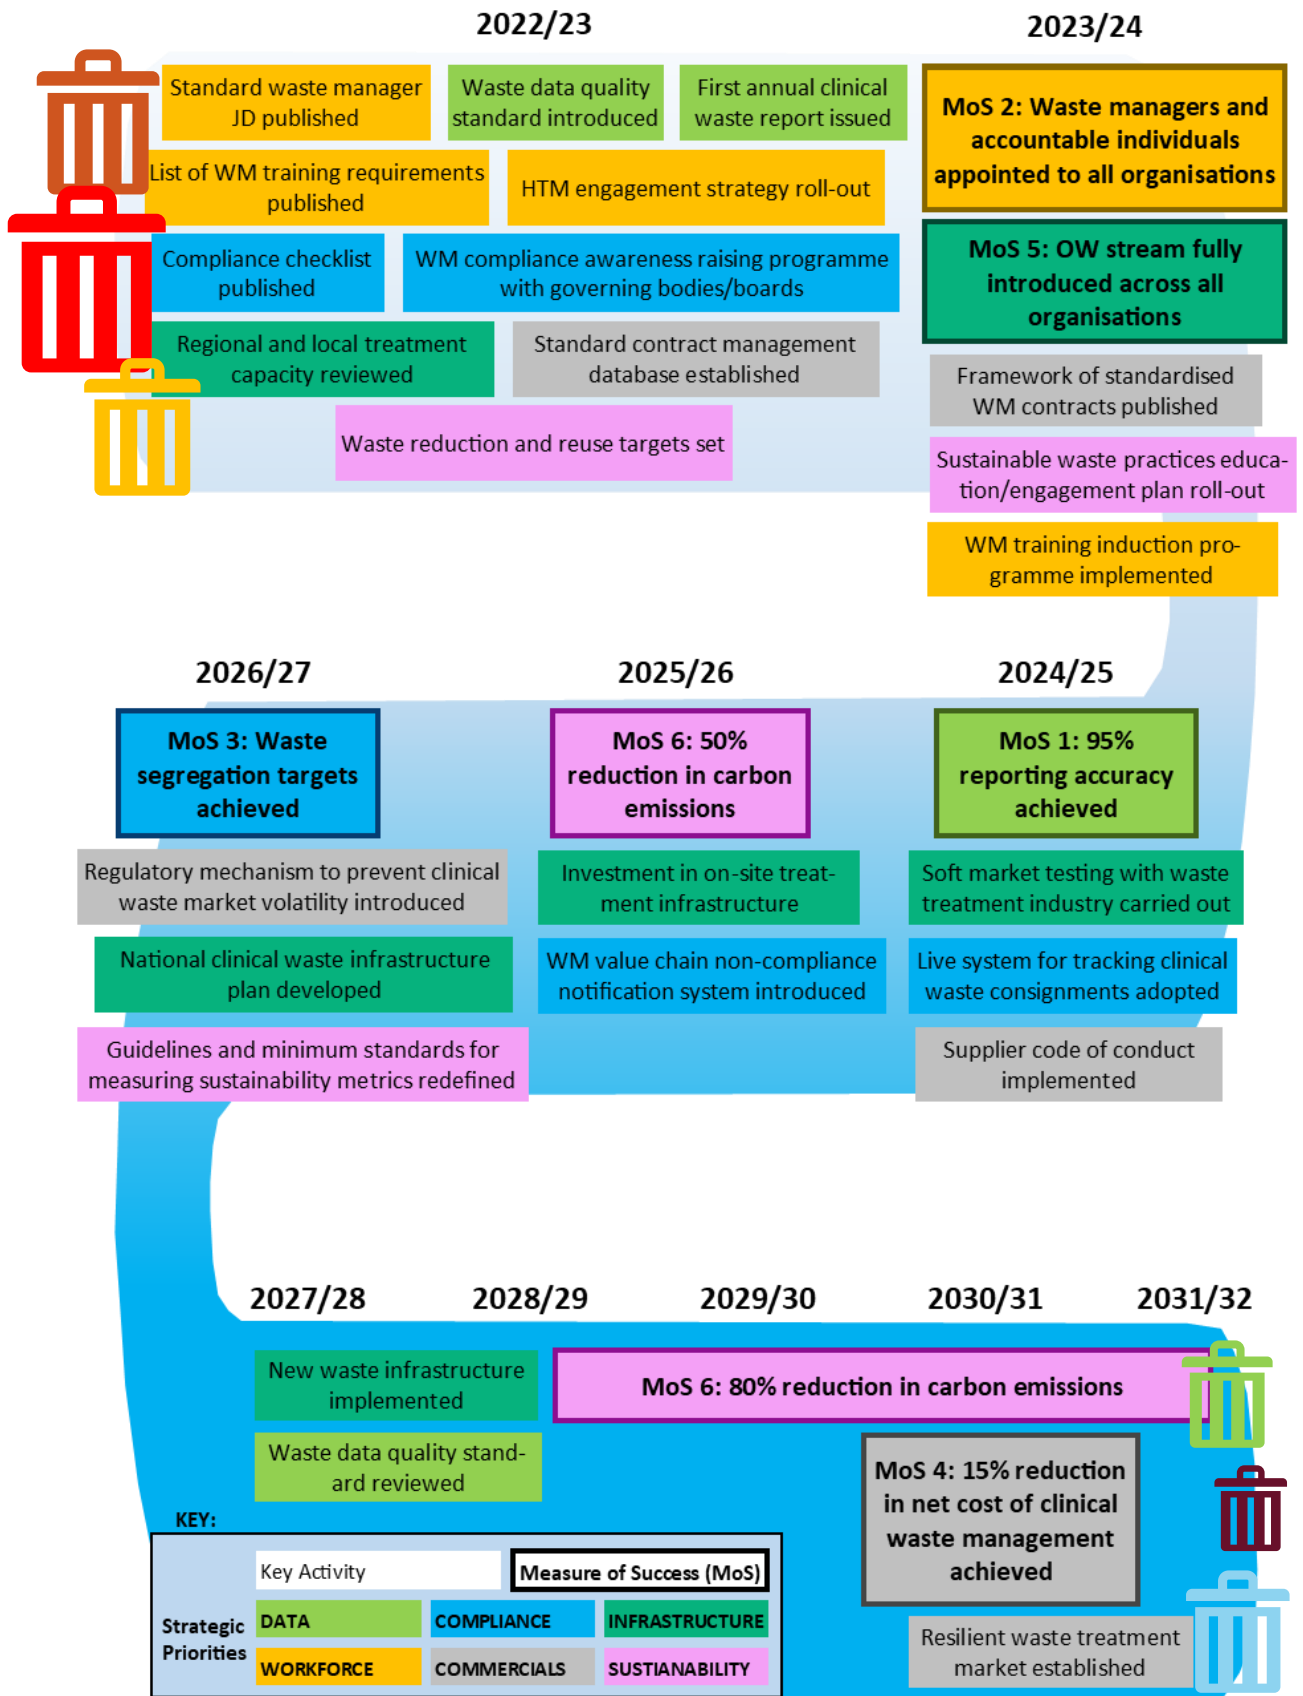 2022/23
2023/24
Standard waste manager
JD published
Waste data quality
standard introduced
First annual clinical
waste report issued
List of WM training requirements
published
HTM engagement strategy roll-out
Compliance checklist
published
WM compliance awareness raising programme
with governing bodies/boards
Regional and local treatment
capacity reviewed
Standard contract management
database established
Waste reduction and reuse targets set
MoS 2: Waste managers and
accountable individuals
appointed to all organisations
MoS 5: OW stream fully
introduced across all
organisations
Framework of standardised
WM contracts published
Sustainable waste practices educa-
tion/engagement plan roll-out
WM training induction pro-
gramme implemented
2026/27
2025/26
2024/25
MoS 3: Waste
segregation targets
achieved
Regulatory mechanism to prevent clinical
waste market volatility introduced
National clinical waste infrastructure
plan developed
Guidelines and minimum standards for
measuring sustainability metrics redefined
MoS 6: 50%
reduction in carbon
emissions
Investment in on-site treat-
ment infrastructure
WM value chain non-compliance
notification system introduced
MoS 1: 95%
reporting accuracy
achieved
Soft market testing with waste
treatment industry carried out
Live system for tracking clinical
waste consignments adopted
Supplier code of conduct
implemented
2027/28
2028/29
2029/30
2030/31
2031/32
New waste infrastructure
implemented
Waste data quality stand-
ard reviewed
MoS 6: 80% reduction in carbon emissions
MoS 4: 15% reduction
in net cost of clinical
waste management
achieved
Resilient waste treatment
market established
KEY:
Key Activity
Measure of Success (MoS)
Strategic
Priorities
DATA
COMPLIANCE
INFRASTRUCTURE
WORKFORCE
COMMERCIALS
SUSTIANABILITY